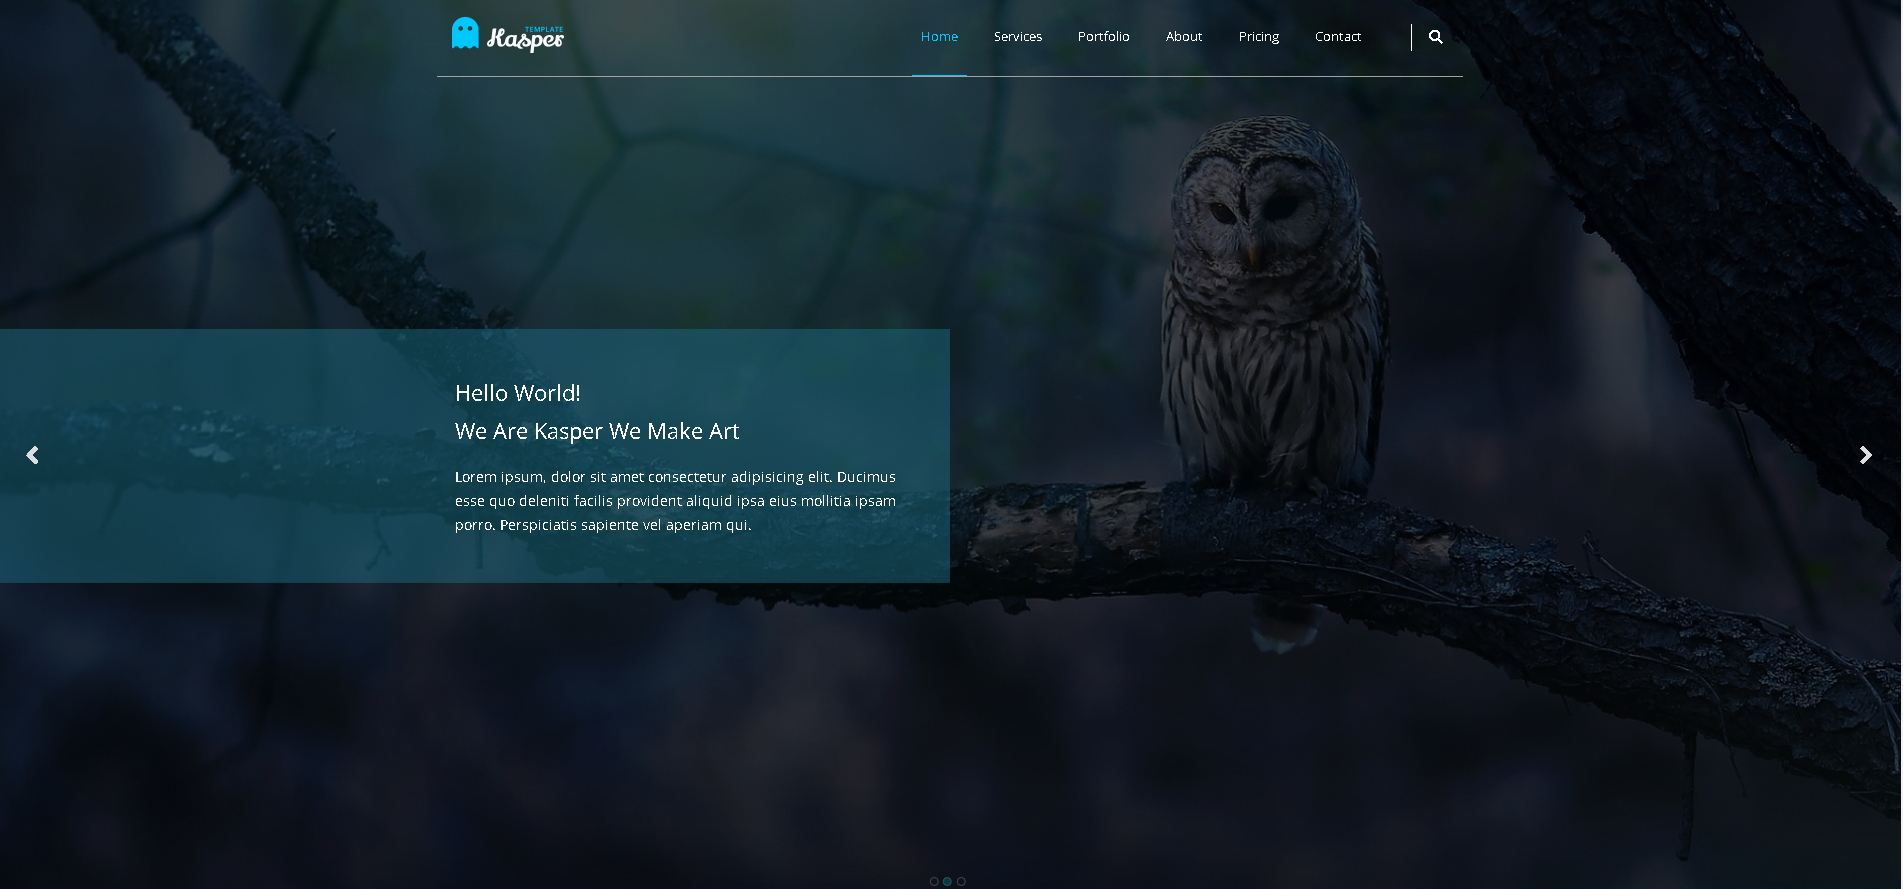 TEMPLATE
Kasper
Home Services Portfolio About Pricing Contact
Hello World!
We Are Kasper We Make Art
Lorem ipsum, dolor sit amet consectetur adipisicing elit. Ducimus
esse quo deleniti facilis provident aliquid ipsa eius mollitia ipsam
porro. Perspiciatis sapiente vel aperiam qui.